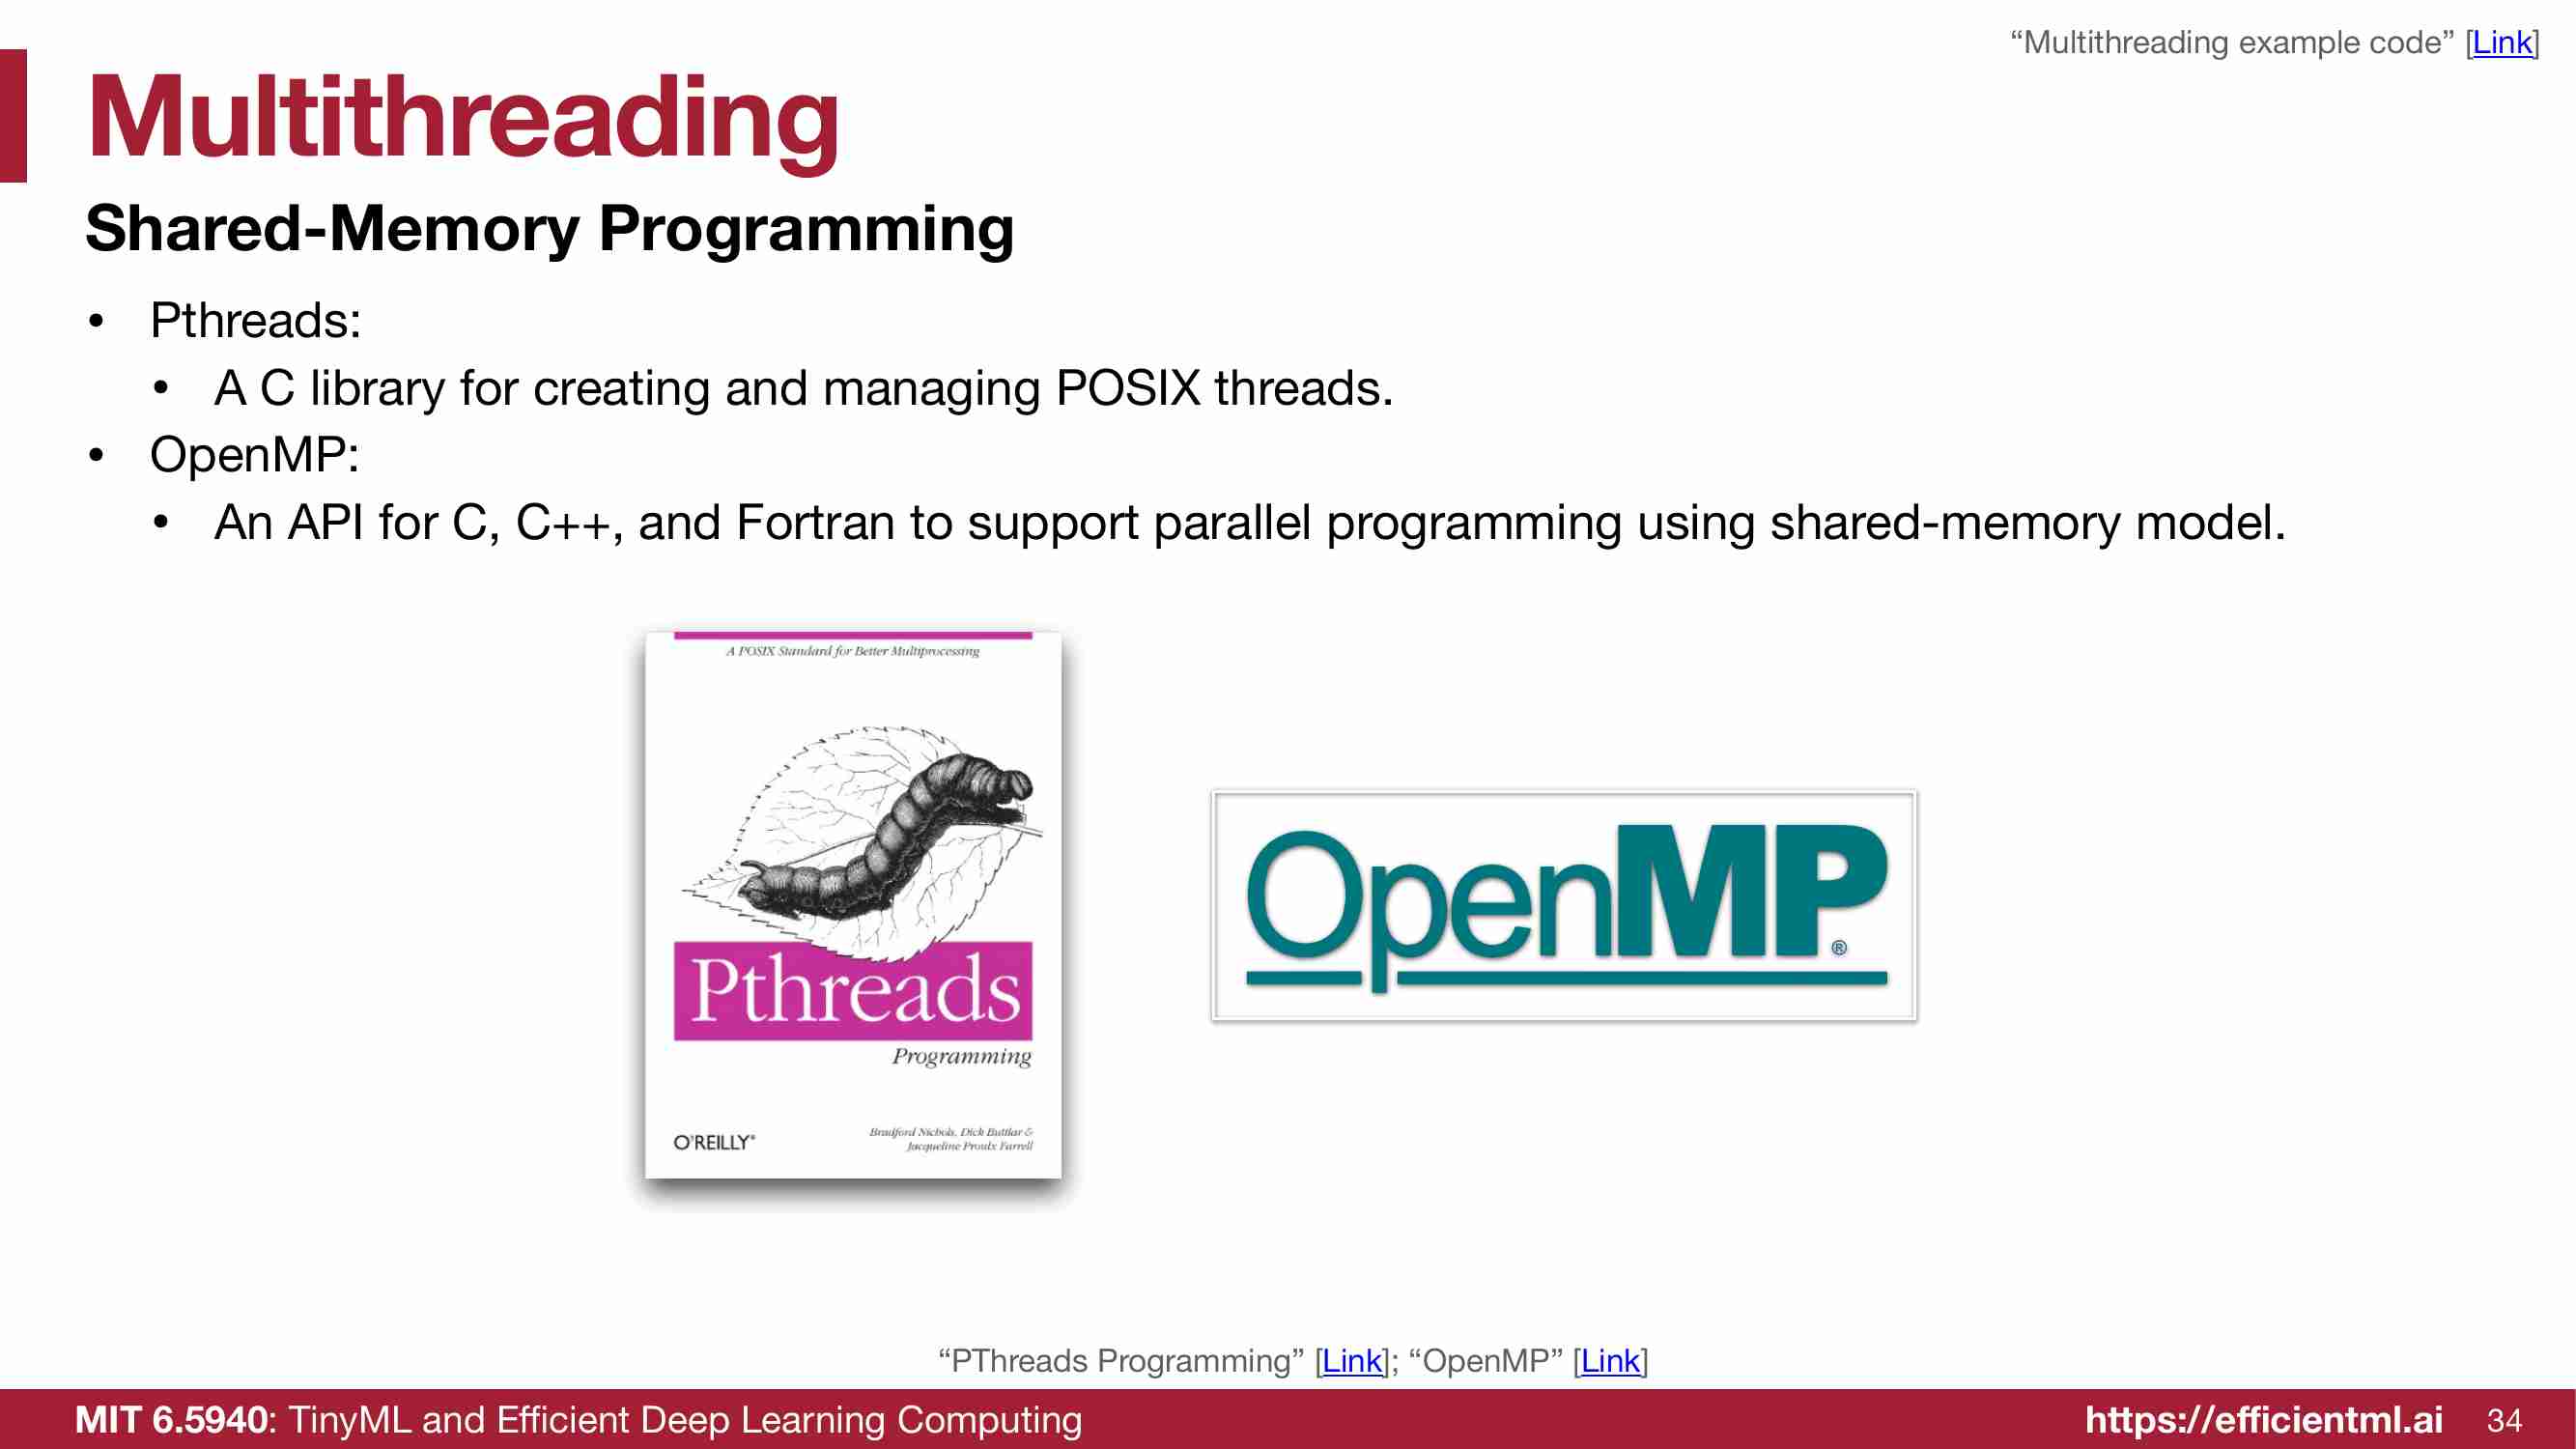 “Multithreading example code” [Link]
Multithreading
Shared-Memory Programming
• Pthreads:
• A C library for creating and managing POSIX threads.
• OpenMP:
• An API for C, C++, and Fortran to support parallel programming using shared-memory model.
A POSIX Standard for Better Multiprocessing
Pthreads
Programming
O'REILLY®
Bradford Nichols, Dick Buttlar &
Jacqueline Proulx Farrell
OpenMP®
“PThreads Programming” [Link]; “OpenMP” [Link]
MIT 6.5940: TinyML and Efficient Deep Learning Computing
https://efficientml.ai 34